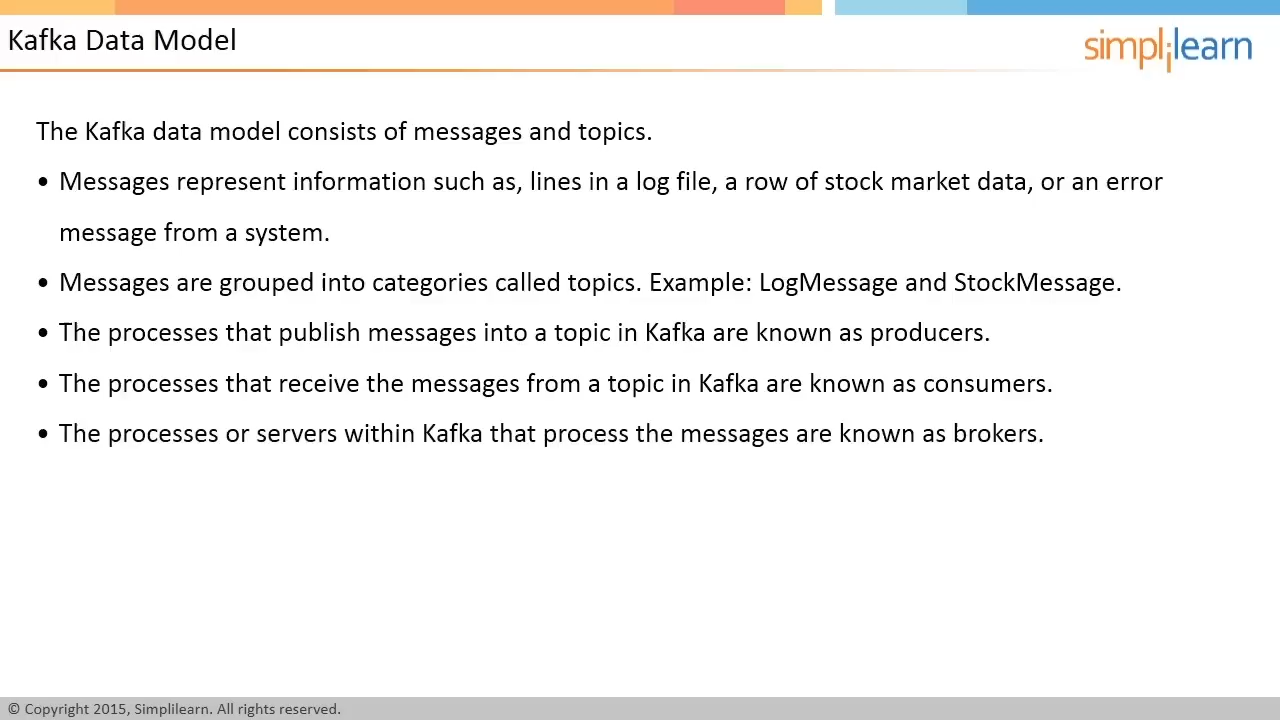 Kafka Data Model
simplilearn
The Kafka data model consists of messages and topics.
• Messages represent information such as, lines in a log file, a row of stock market data, or an error
message from a system.
• Messages are grouped into categories called topics. Example: LogMessage and StockMessage.
• The processes that publish messages into a topic in Kafka are known as producers.
• The processes that receive the messages from a topic in Kafka are known as consumers.
• The processes or servers within Kafka that process the messages are known as brokers.
© Copyright 2015, Simplilearn. All rights reserved.